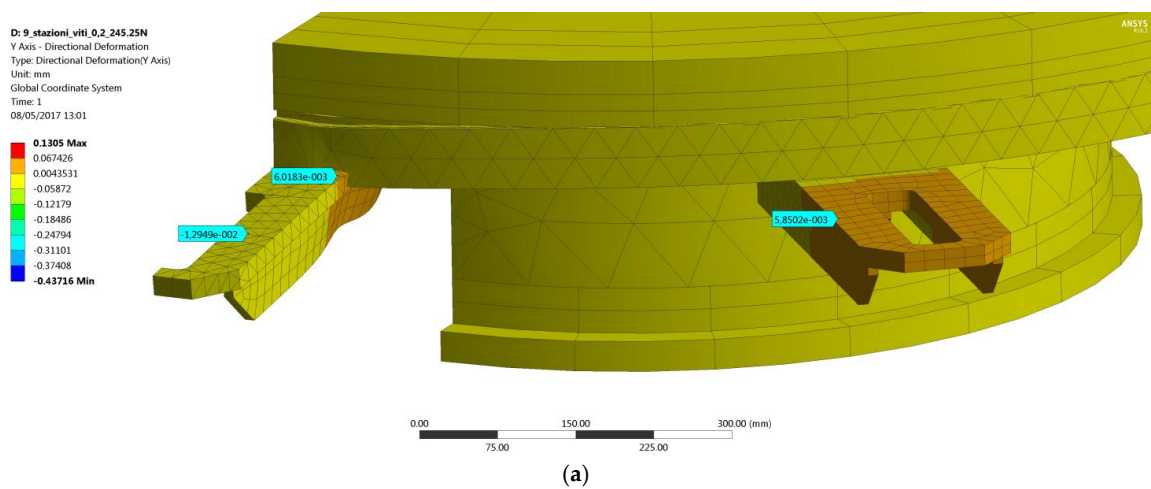 D: 9_stazioni_viti_0,2_245.25N
Y Axis - Directional Deformation
Type: Directional Deformation(Y Axis)
Unit: mm
Global Coordinate System
Time: 1
08/05/2017 13:01
ANSYS
R16.2
0.1305 Max
0.067426
0.0043531
-0.05872
-0.12179
-0.18486
-0.24794
-0.31101
-0.37408
-0.43716 Min
6,0183e-003
-1,2949e-002
5,8502e-003
0.00
150.00
300.00 (mm)
75.00
225.00
(a)